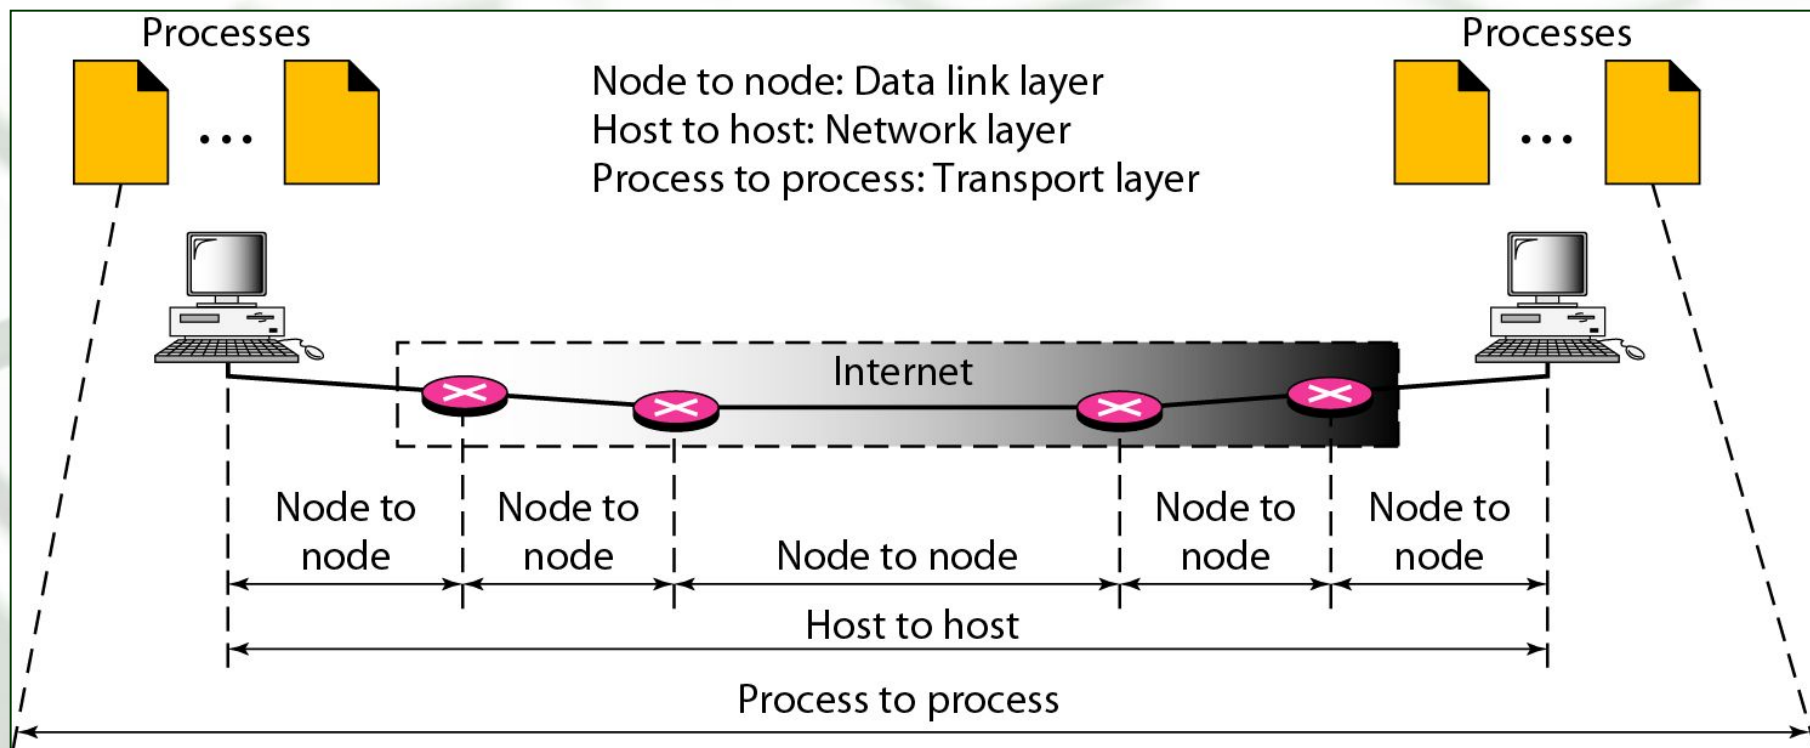 Processes
Processes
Node to node: Data link layer
Host to host: Network layer
Process to process: Transport layer
Internet
Node to
node
Node to
node
Node to node
Node to
node
Node to
node
Host to host
Process to process